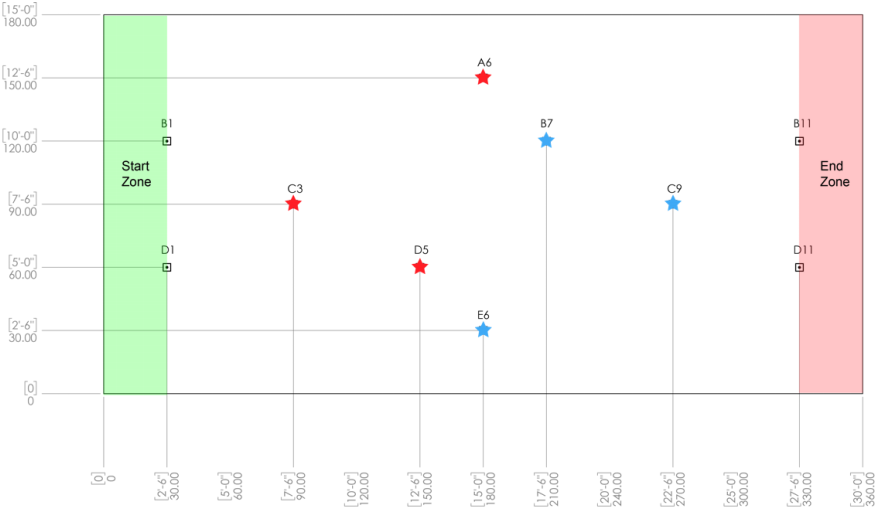 [15'-0"]
180.00
[12'-6"]
150.00
[10'-0"]
120.00
[7'-6"]
90.00
[5'-0"]
60.00
[2'-6"]
30.00
[0]
0
A6
B1
B7
B11
Start
Zone
End
Zone
C3
C9
D1
D5
D11
E6
[0]
0
[2'-6"]
30.00
[5'-0"]
60.00
[7'-6"]
90.00
[10'-0"]
120.00
[12'-6"]
150.00
[15'-0"]
180.00
[17'-6"]
210.00
[20'-0"]
240.00
[22'-6"]
270.00
[25'-0"]
300.00
[27'-6"]
330.00
[30'-0"]
360.00